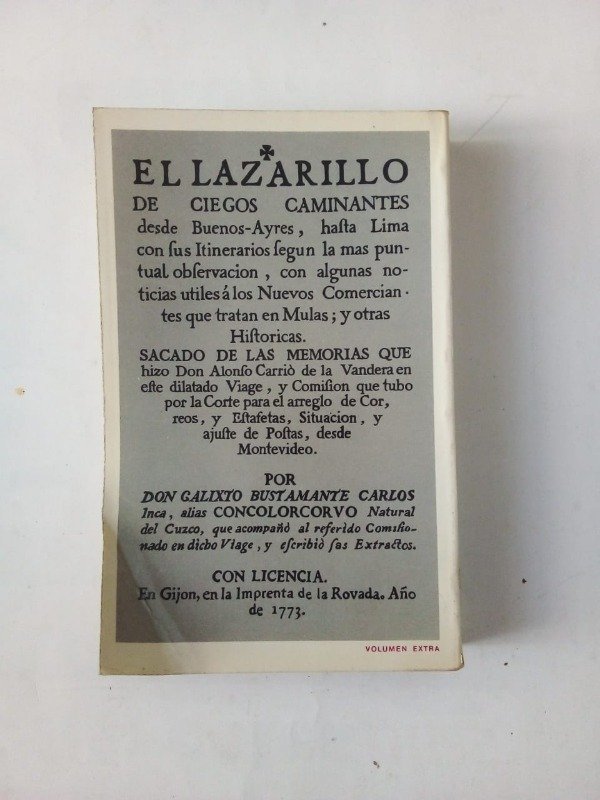 EL LAZARILLO
DE CIEGOS CAMINANTES
desde Buenos-Ayres, haſta Lima
con ſus Itinerarios ſegun la mas pun-
tual obſervacion, con algunas no-
ticias utiles á los Nuevos Comercian-
tes que tratan en Mulas; y otras
Hiſtoricas.
SACADO DE LAS MEMORIAS QUE
hizo Don Alonſo Carriò de la Vandera en
eſte dilatado Viage, y Comiſion que tubo
por la Corte para el arreglo de Cor,
reos, y Eſtafetas, Situacion, y
ajuſte de Poſtas, desde
Montevideo.
POR
DON GALIXTO BUSTAMANTE CARLOS
Inca, alias CONCOLORCORVO Natural
del Cuzco, que acompañò al referido Comiſio-
nado en dicho Viage, y eſcribiò ſus Extractos.
CON LICENCIA.
En Gijon, en la Imprenta de la Rovada. Año
de 1773.
VOLUMEN EXTRA